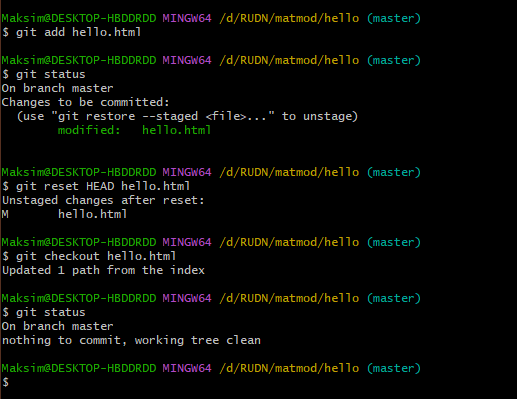 Maksim@DESKTOP-HBDDRDD MINGW64 /d/RUDN/matmod/hello (master)
$ git add hello.html
Maksim@DESKTOP-HBDDRDD MINGW64 /d/RUDN/matmod/hello (master)
$ git status
On branch master
Changes to be committed:
  (use "git restore --staged <file>..." to unstage)
        modified:   hello.html
Maksim@DESKTOP-HBDDRDD MINGW64 /d/RUDN/matmod/hello (master)
$ git reset HEAD hello.html
Unstaged changes after reset:
M       hello.html
Maksim@DESKTOP-HBDDRDD MINGW64 /d/RUDN/matmod/hello (master)
$ git checkout hello.html
Updated 1 path from the index
Maksim@DESKTOP-HBDDRDD MINGW64 /d/RUDN/matmod/hello (master)
$ git status
On branch master
nothing to commit, working tree clean
Maksim@DESKTOP-HBDDRDD MINGW64 /d/RUDN/matmod/hello (master)
$